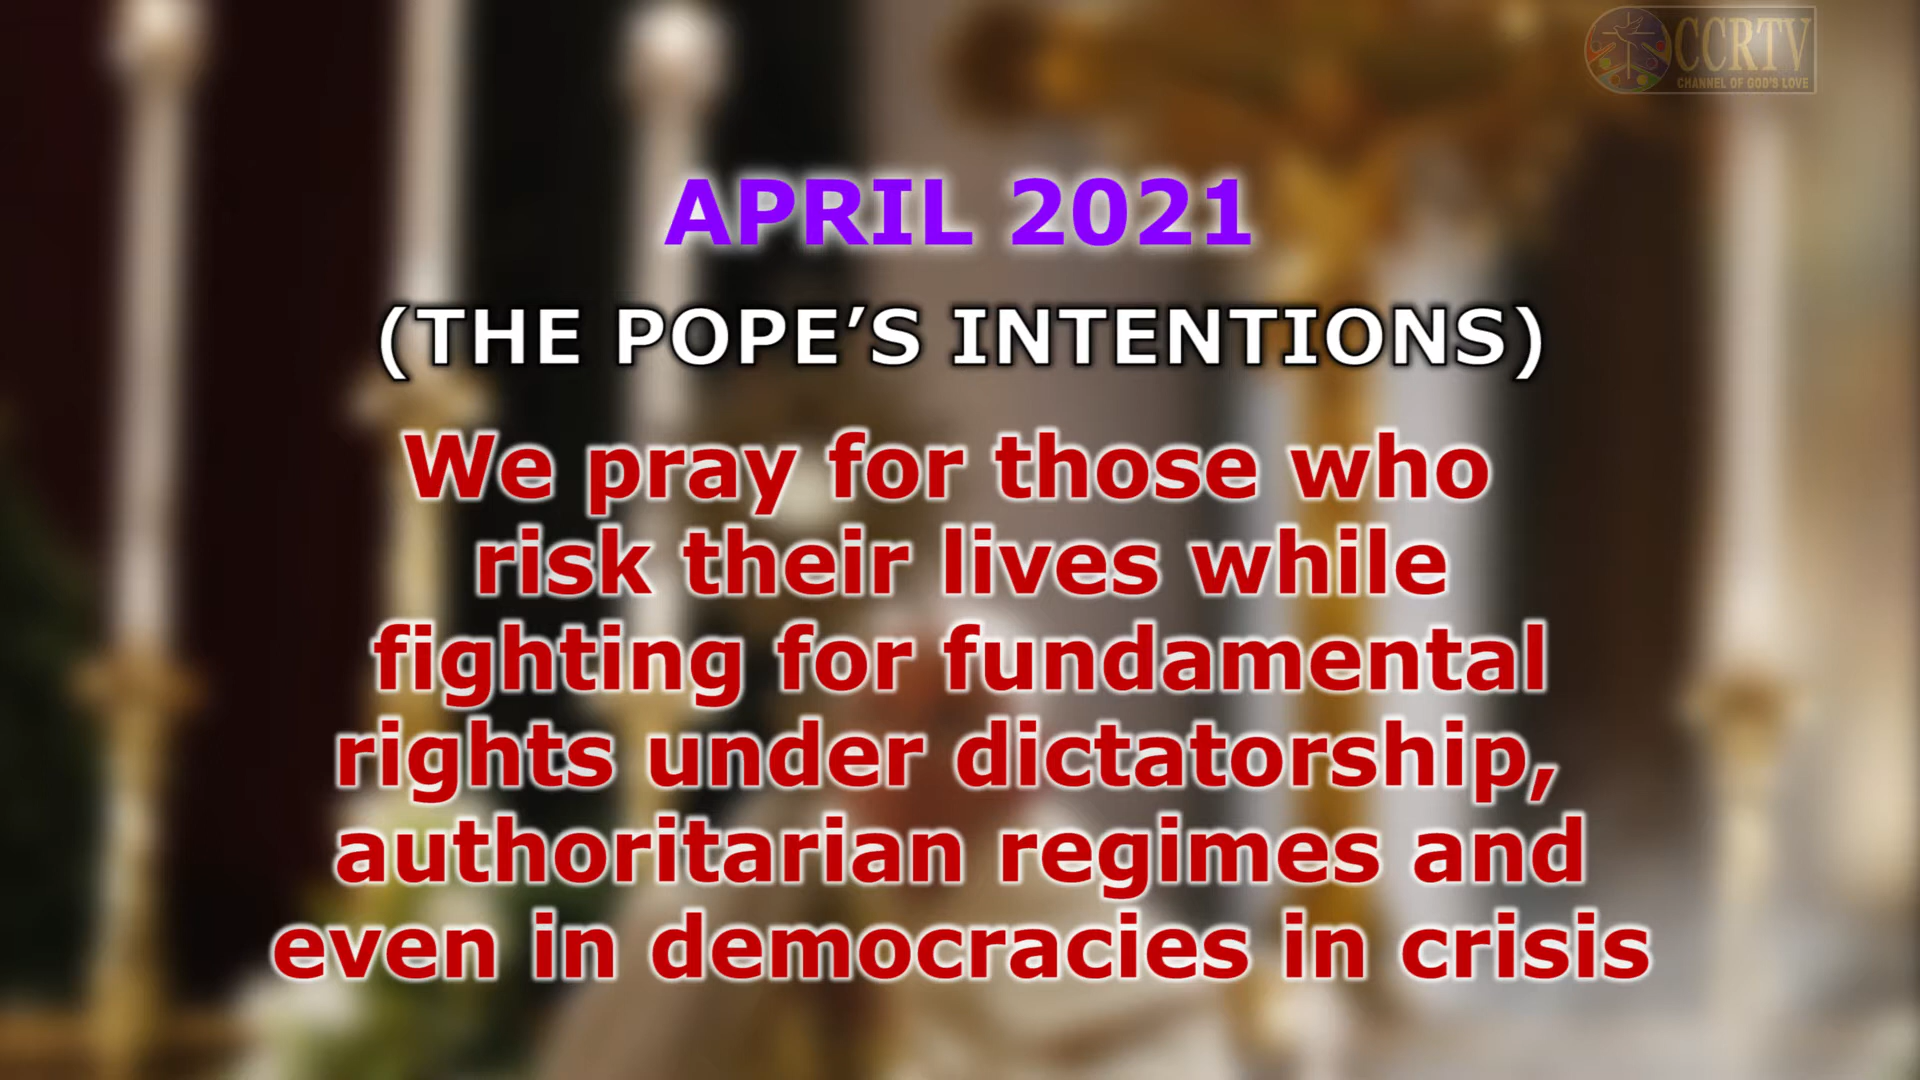 CCRTV
CHANNEL OF GOD'S LOVE
APRIL 2021
(THE POPE'S INTENTIONS)
We pray for those who
risk their lives while
fighting for fundamental
rights under dictatorship,
authoritarian regimes and
even in democracies in crisis